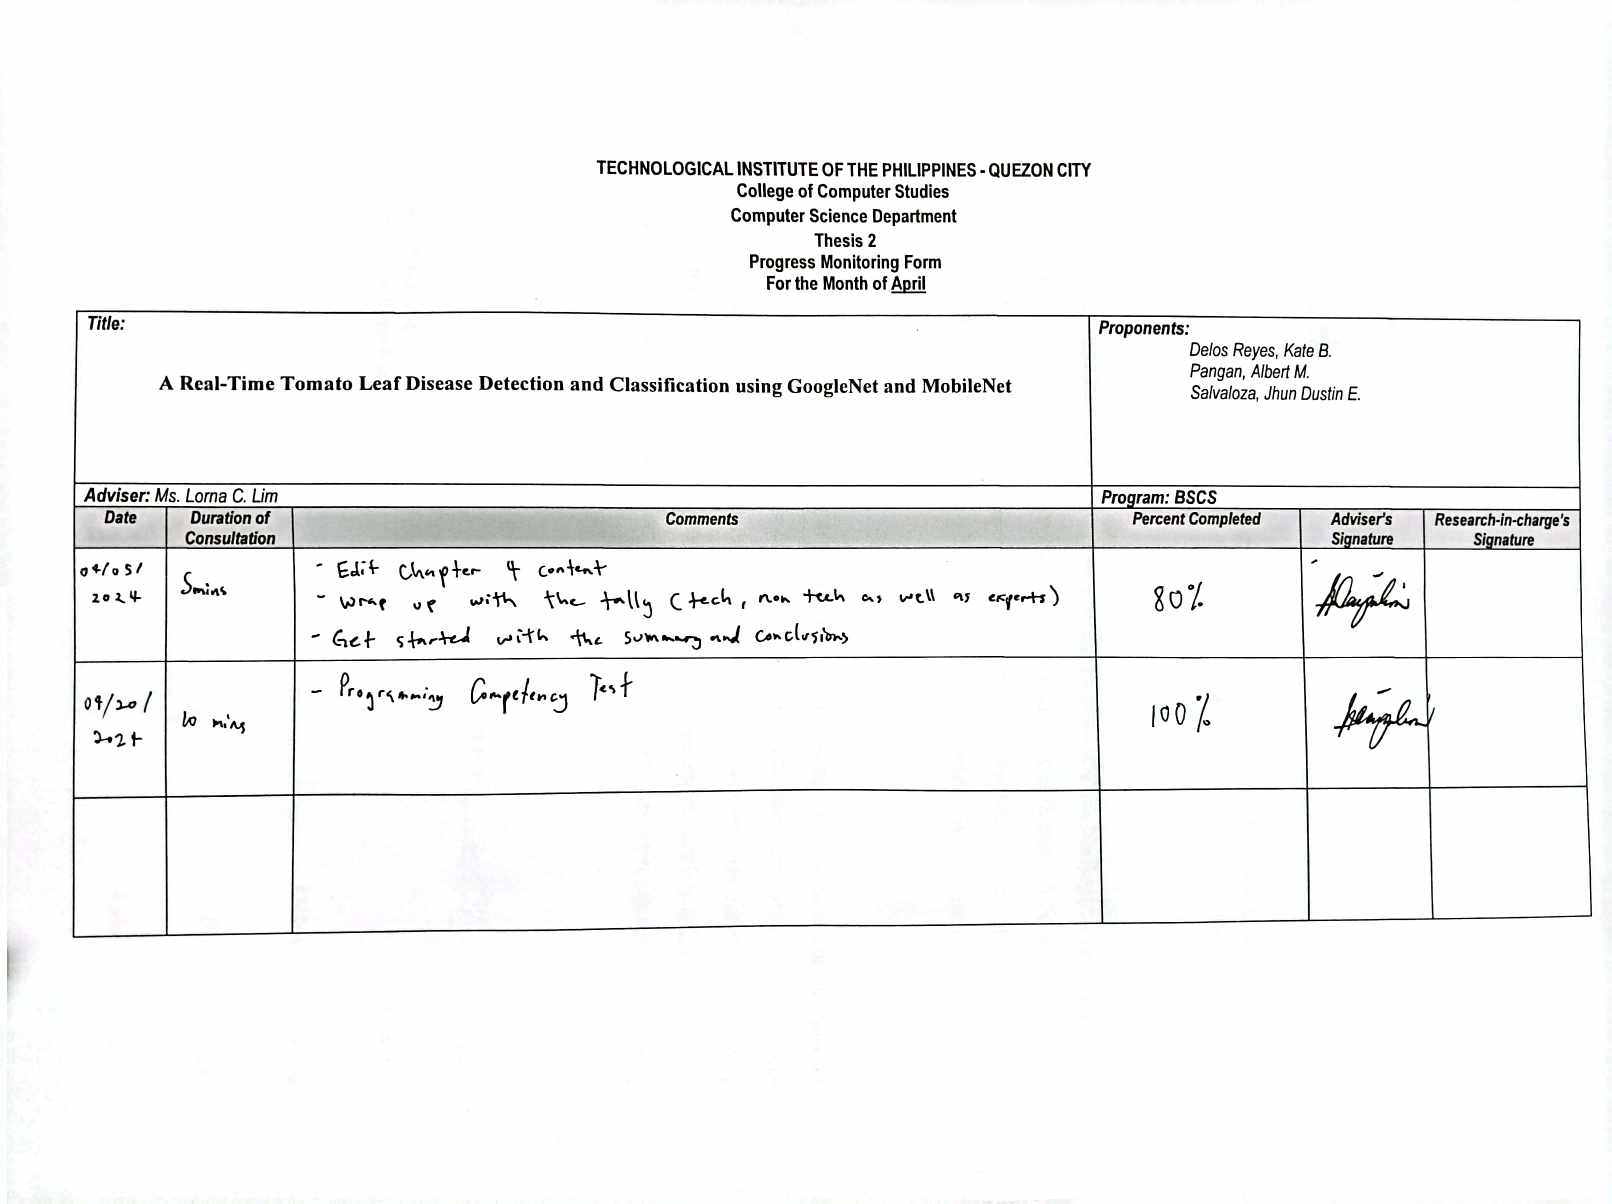 TECHNOLOGICAL INSTITUTE OF THE PHILIPPINES - QUEZON CITY
College of Computer Studies
Computer Science Department
Thesis 2
Progress Monitoring Form
For the Month of April
Title:
A Real-Time Tomato Leaf Disease Detection and Classification using GoogleNet and MobileNet
Proponents:
Delos Reyes, Kate B.
Pangan, Albert M.
Salvaloza, Jhun Dustin E.
Adviser: Ms. Lorna C. Lim
Program: BSCS
Date
Duration of
Consultation
Comments
Percent Completed
Adviser's
Signature
Research-in-charge's
Signature
04/05/
2024
5mins
- Edit Chapter 4 content
- Wrap up with the tally (tech, non tech as well as experts)
- Get started with the summary and conclusions
80%
04/20/
2024
10 mins
- Programming Competency Test
100%